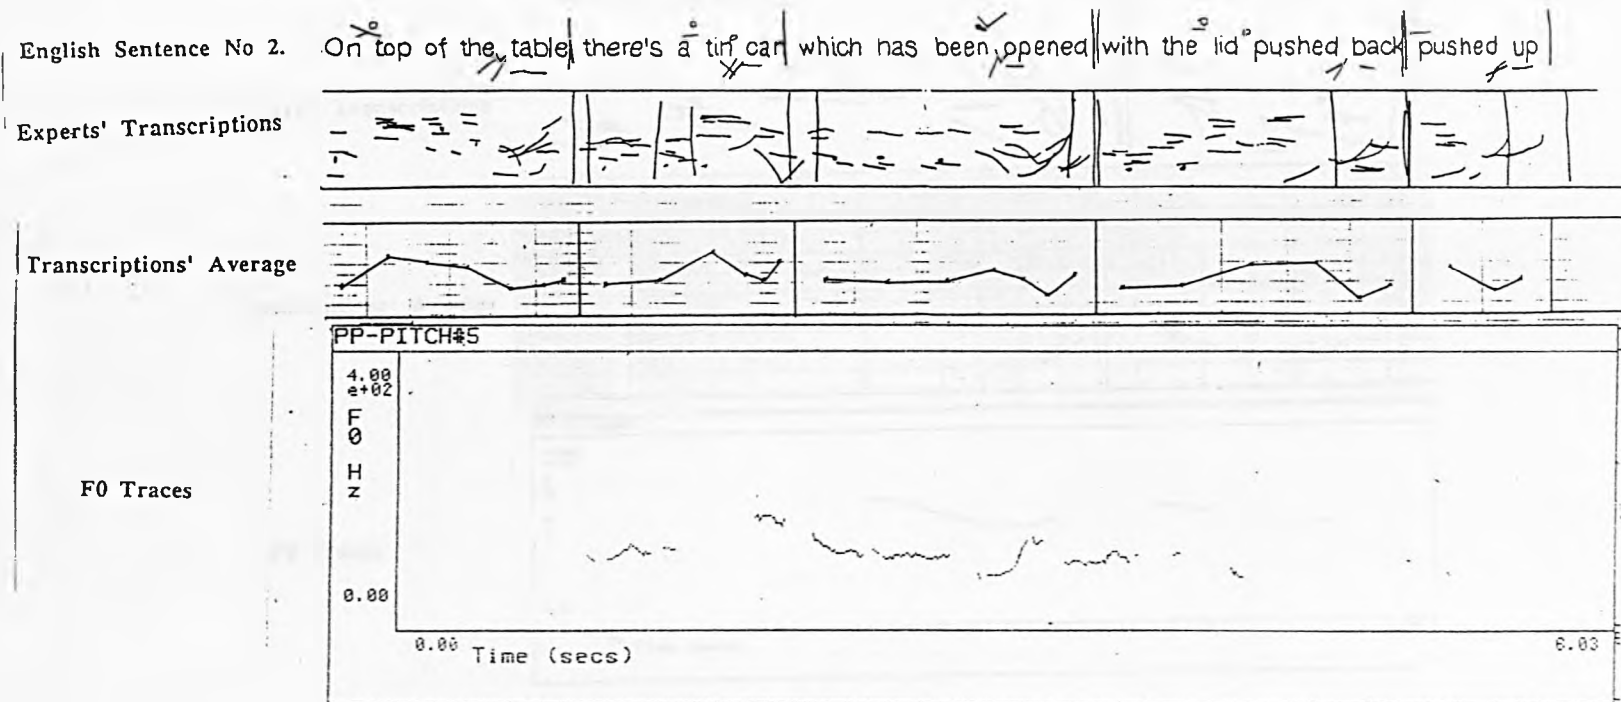 English Sentence No 2. On top of the table there's a tin can which has been opened with the lid pushed back pushed up
Experts' Transcriptions
Transcriptions' Average
PP-PITCH#5
4.00
e+02
F0 Hz
F0 Traces
0.00
0.00 Time (secs) 6.03